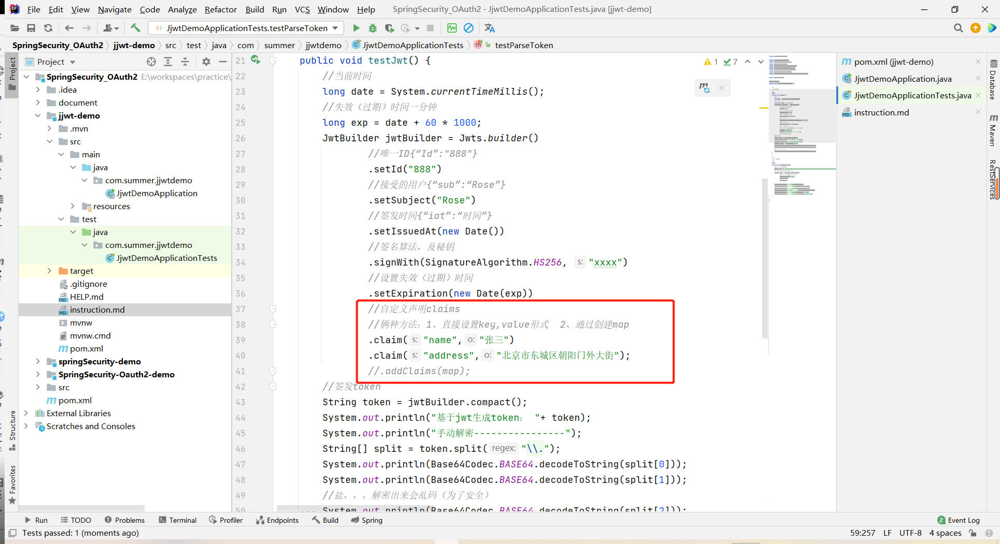 File Edit View Navigate Code Analyze Refactor Build Run VCS Window Help SpringSecurity_OAuth2 - JjwtDemoApplicationTests.java [jjwt-demo]
JjwtDemoApplicationTests.testParseToken
SpringSecurity_OAuth2 jjwt-demo src test java com summer jjwtdemo JjwtDemoApplicationTests testParseToken
Project
Structure
Favorites
Project
SpringSecurity_OAuth2 E:\workspaces\practice\
.idea
document
jjwt-demo
.mvn
src
main
java
com.summer.jjwtdemo
JjwtDemoApplication
resources
test
java
com.summer.jjwtdemo
JjwtDemoApplicationTests
target
.gitignore
HELP.md
instruction.md
mvnw
mvnw.cmd
pom.xml
springSecurity-demo
SpringSecurity-Oauth2-demo
src
pom.xml
External Libraries
Scratches and Consoles
1 7
21 public void testJwt() {
22 //当前时间
23 long date = System.currentTimeMillis();
24 //失效（过期）时间一分钟
25 long exp = date + 60 * 1000;
26 JwtBuilder jwtBuilder = Jwts.builder()
27 //唯一ID{“Id”:"888"}
28 .setId("888")
29 //接受的用户{“sub”:“Rose”}
30 .setSubject("Rose")
31 //签发时间{“iat”:“时间”}
32 .setIssuedAt(new Date())
33 //签名算法，及秘钥
34 .signWith(SignatureAlgorithm.HS256, s: "xxxx")
35 //设置失效（过期）时间
36 .setExpiration(new Date(exp))
37 //自定义声明claims
38 //俩种方法：1、直接设置key,value形式 2、通过创建map
39 .claim( s: "name", o: "张三")
40 .claim( s: "address", o: "北京市东城区朝阳门外大街");
41 //.addClaims(map);
42 //签发token
43 String token = jwtBuilder.compact();
44 System.out.println("基于jwt生成token： "+ token);
45 System.out.println("手动解密----------------");
46 String[] split = token.split( regex: "\\.");
47 System.out.println(Base64Codec.BASE64.decodeToString(split[0]));
48 System.out.println(Base64Codec.BASE64.decodeToString(split[1]));
49 //盐，，，解密出来会乱码（为了安全）
50 System.out.println(Base64Codec.BASE64.decodeToString(split[2]));
pom.xml (jjwt-demo)
JjwtDemoApplication.java
JjwtDemoApplicationTests.java
instruction.md
Database
Maven
RestServices
Run TODO Problems Terminal Profiler Endpoints Build Spring 2 Event Log
Tests passed: 1 (moments ago) 59:257 LF UTF-8 4 spaces